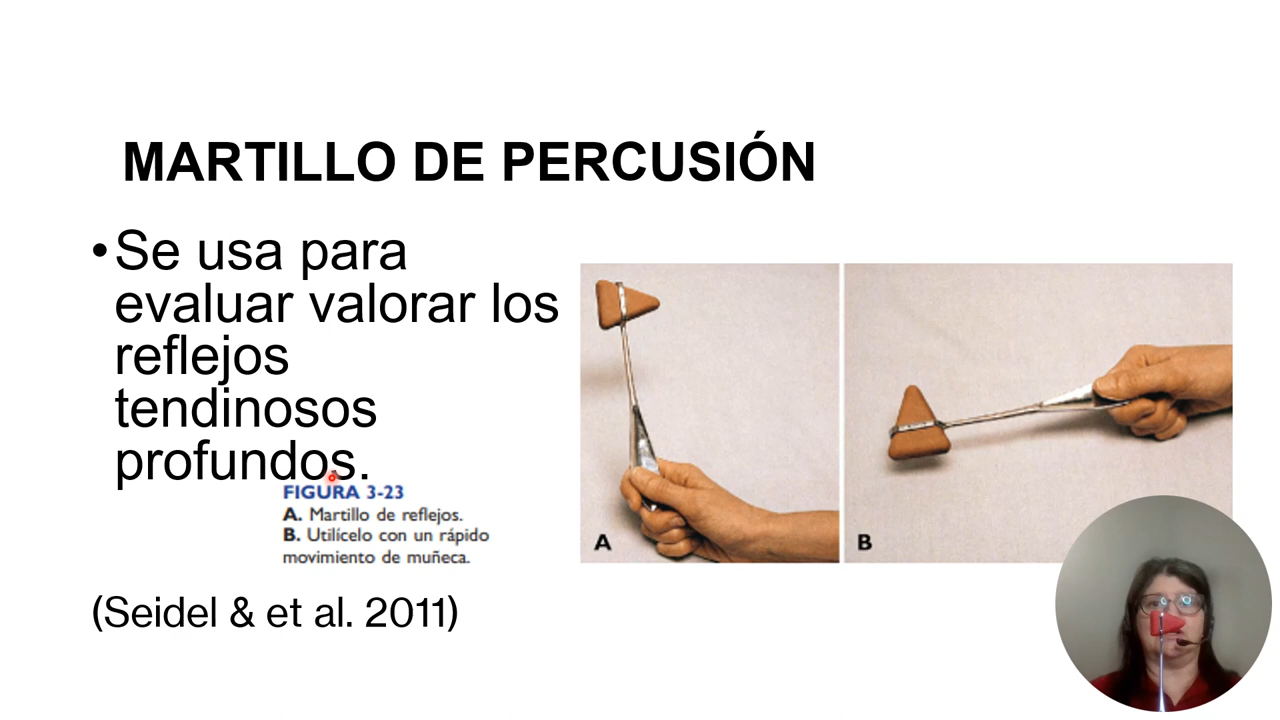 MARTILLO DE PERCUSIÓN
•Se usa para
evaluar valorar los
reflejos
tendinosos
profundos.
FIGURA 3-23
A. Martillo de reflejos.
B. Utilícelo con un rápido
movimiento de muñeca.
A
B
(Seidel & et al. 2011)